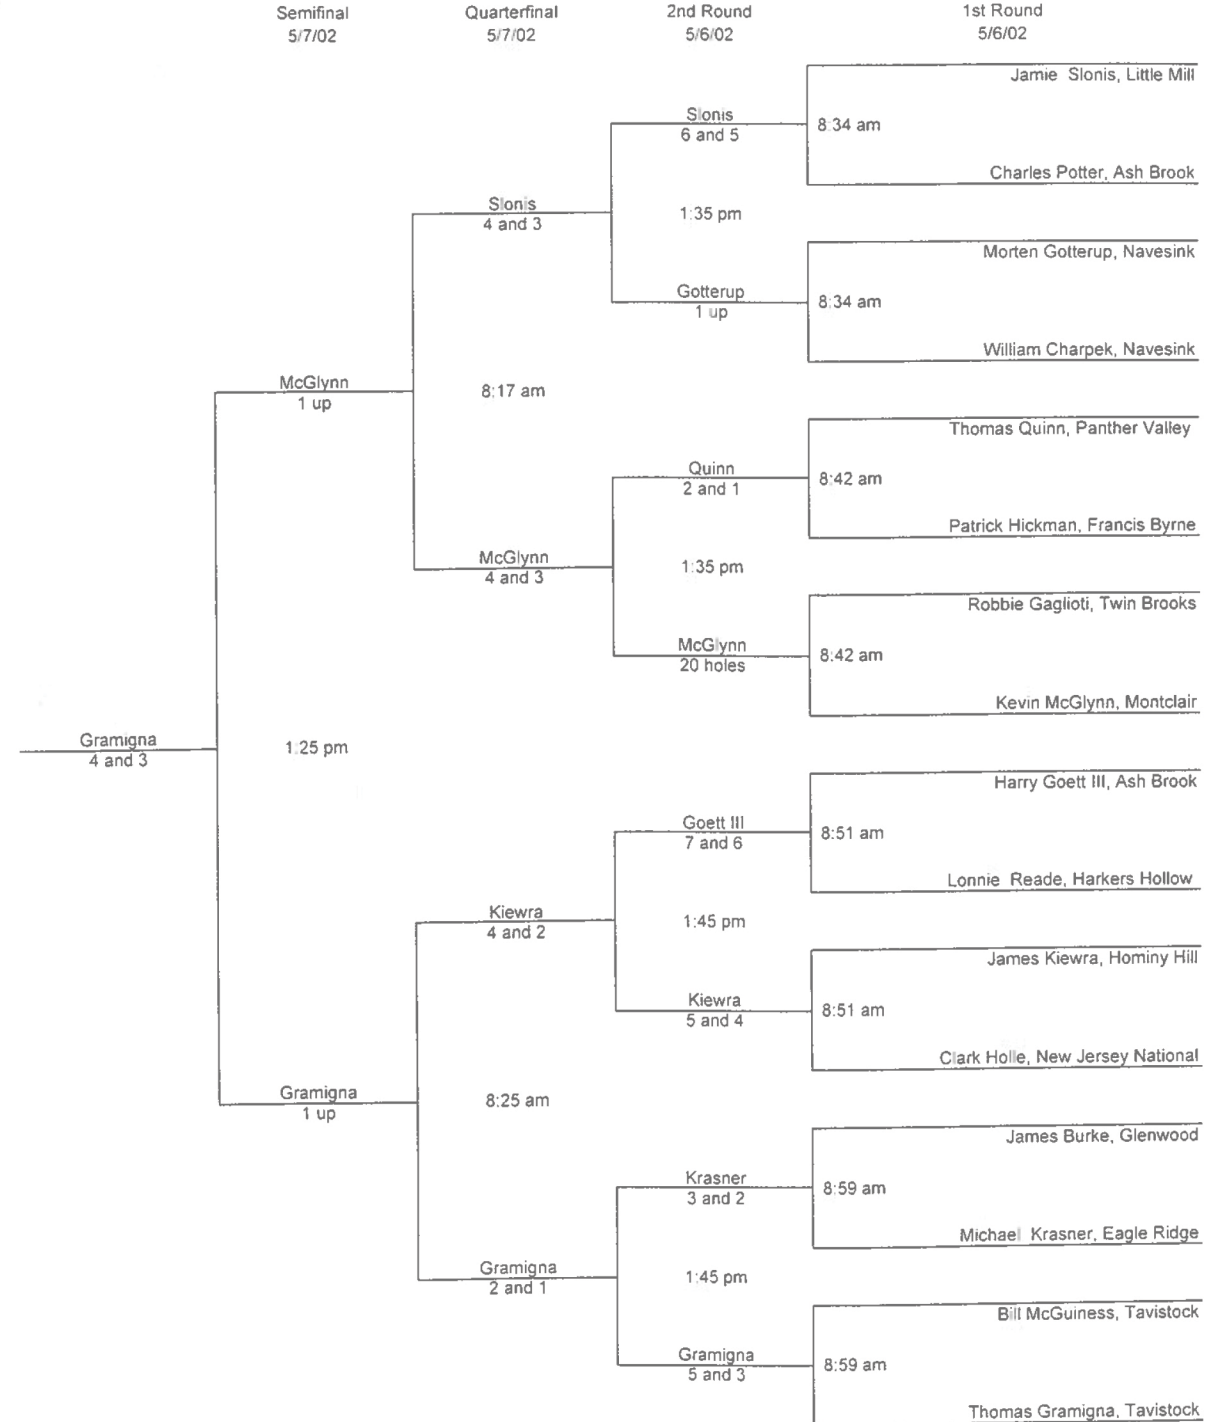 Semifinal Quarterfinal 2nd Round 1st Round
5/7/02 5/7/02 5/6/02 5/6/02
Jamie Slonis, Little Mill
Slonis
6 and 5
8:34 am
Charles Potter, Ash Brook
Slonis
4 and 3
1:35 pm
Morten Gotterup, Navesink
Gotterup
1 up
8:34 am
William Charpek, Navesink
McGlynn
1 up
8:17 am
Thomas Quinn, Panther Valley
Quinn
2 and 1
8:42 am
Patrick Hickman, Francis Byrne
McGlynn
4 and 3
1:35 pm
Robbie Gaglioti, Twin Brooks
McGlynn
20 holes
8:42 am
Kevin McGlynn, Montclair
Gramigna
4 and 3
1:25 pm
Harry Goett III, Ash Brook
Goett III
7 and 6
8:51 am
Lonnie Reade, Harkers Hollow
Kiewra
4 and 2
1:45 pm
James Kiewra, Hominy Hill
Kiewra
5 and 4
8:51 am
Clark Holle, New Jersey National
Gramigna
1 up
8:25 am
James Burke, Glenwood
Krasner
3 and 2
8:59 am
Michael Krasner, Eagle Ridge
Gramigna
2 and 1
1:45 pm
Bill McGuiness, Tavistock
Gramigna
5 and 3
8:59 am
Thomas Gramigna, Tavistock